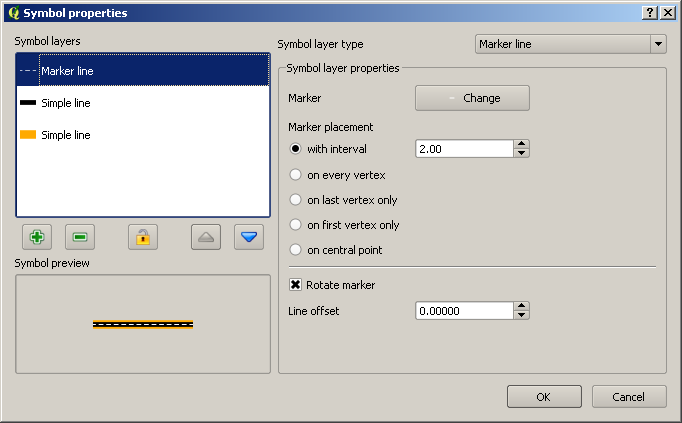 Symbol properties
Symbol layers
Marker line
Simple line
Simple line
Symbol preview
Symbol layer type
Marker line
Symbol layer properties
Marker
Change
Marker placement
with interval
2.00
on every vertex
on last vertex only
on first vertex only
on central point
Rotate marker
Line offset
0.00000
OK
Cancel